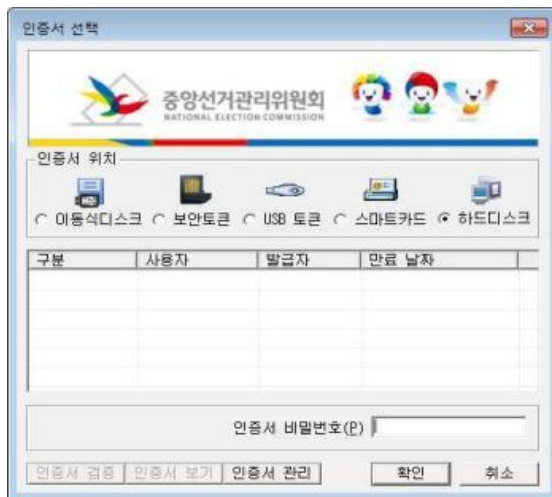 인증서 선택
중앙선거관리위원회
NATIONAL ELECTION COMMISSION
인증서 위치
이동식디스크 보안토큰 USB 토큰 스마트카드 하드디스크
구분 사용자 발급자 만료 날짜
인증서 비밀번호(P)
인증서 검증 인증서 보기 인증서 관리 확인 취소